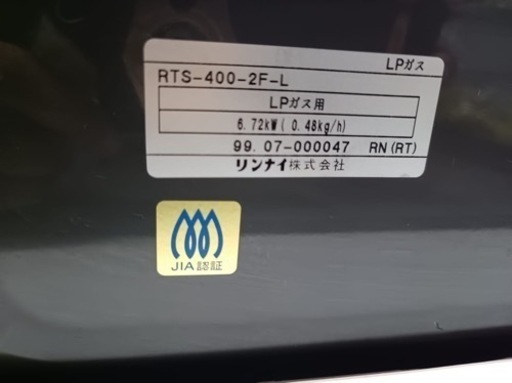 LPガス
RTS-400-2F-L
LPガス用
6.72kW( 0.48kg/h)
99. 07-000047 RN(RT)
リンナイ株式会社
JIA認証